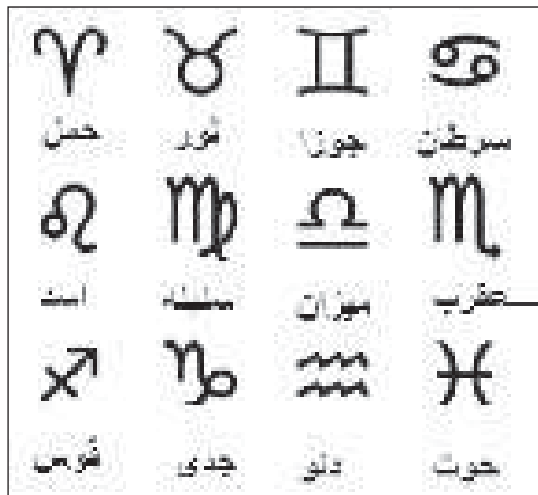 حمل
ثور
جوزا
سرطان
اسد
سنبله
میزان
عقرب
قوس
جدی
دلو
حوت